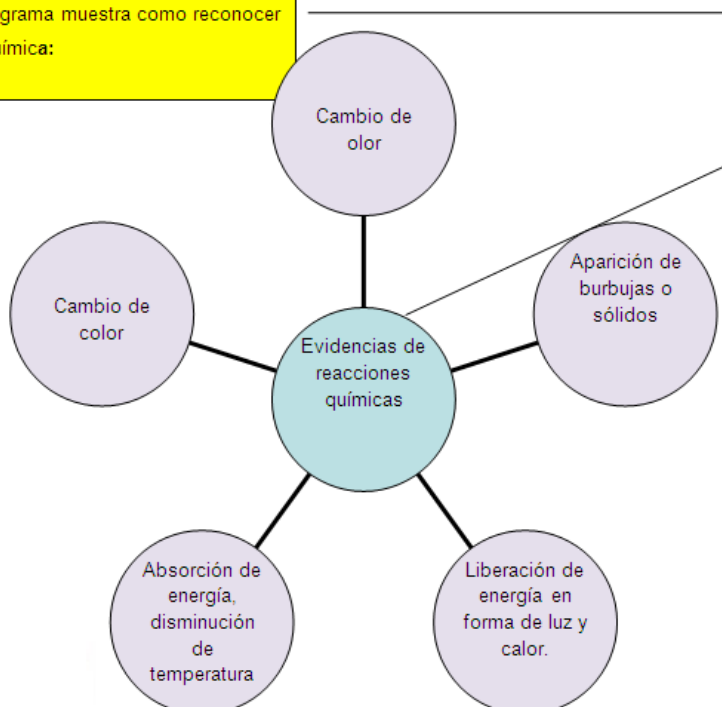 grama muestra como reconocer
uímica:
Cambio de
olor
Aparición de
burbujas o
sólidos
Cambio de
color
Evidencias de
reacciones
químicas
Absorción de
energía,
disminución
de
temperatura
Liberación de
energía en
forma de luz y
calor.